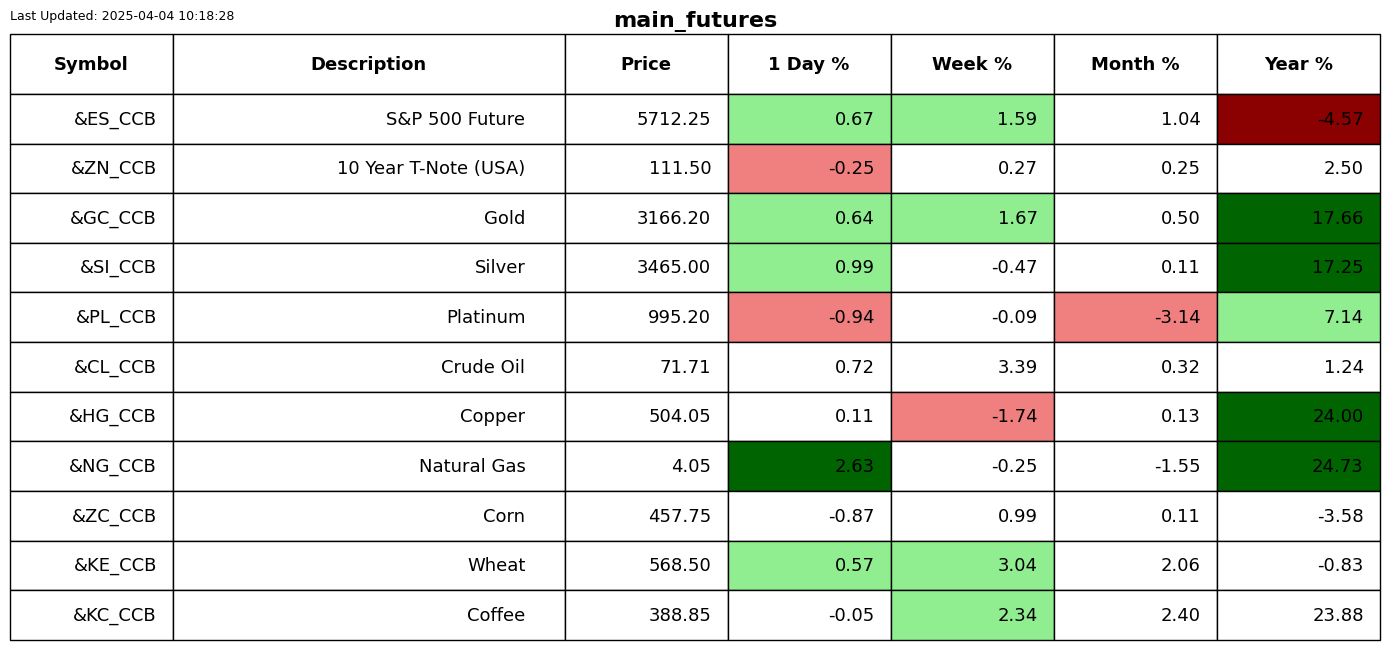 Last Updated: 2025-04-04 10:18:28
main_futures
Symbol Description Price 1 Day % Week % Month % Year %
&ES_CCB S&P 500 Future 5712.25 0.67 1.59 1.04 -4.57
&ZN_CCB 10 Year T-Note (USA) 111.50 -0.25 0.27 0.25 2.50
&GC_CCB Gold 3166.20 0.64 1.67 0.50 17.66
&SI_CCB Silver 3465.00 0.99 -0.47 0.11 17.25
&PL_CCB Platinum 995.20 -0.94 -0.09 -3.14 7.14
&CL_CCB Crude Oil 71.71 0.72 3.39 0.32 1.24
&HG_CCB Copper 504.05 0.11 -1.74 0.13 24.00
&NG_CCB Natural Gas 4.05 2.63 -0.25 -1.55 24.73
&ZC_CCB Corn 457.75 -0.87 0.99 0.11 -3.58
&KE_CCB Wheat 568.50 0.57 3.04 2.06 -0.83
&KC_CCB Coffee 388.85 -0.05 2.34 2.40 23.88